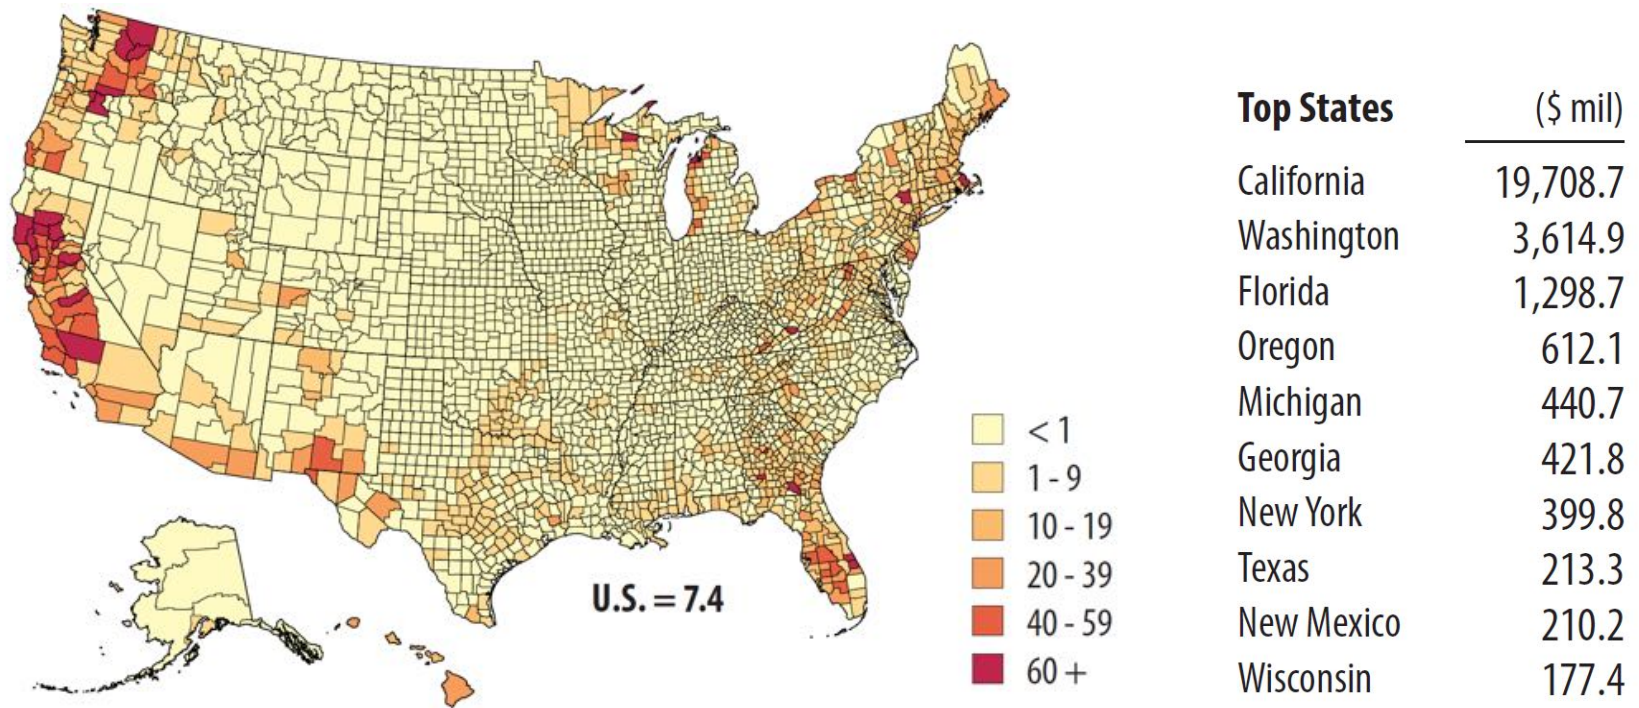 U.S. = 7.4
< 1
1 - 9
10 - 19
20 - 39
40 - 59
60 +
Top States ($ mil)
California 19,708.7
Washington 3,614.9
Florida 1,298.7
Oregon 612.1
Michigan 440.7
Georgia 421.8
New York 399.8
Texas 213.3
New Mexico 210.2
Wisconsin 177.4